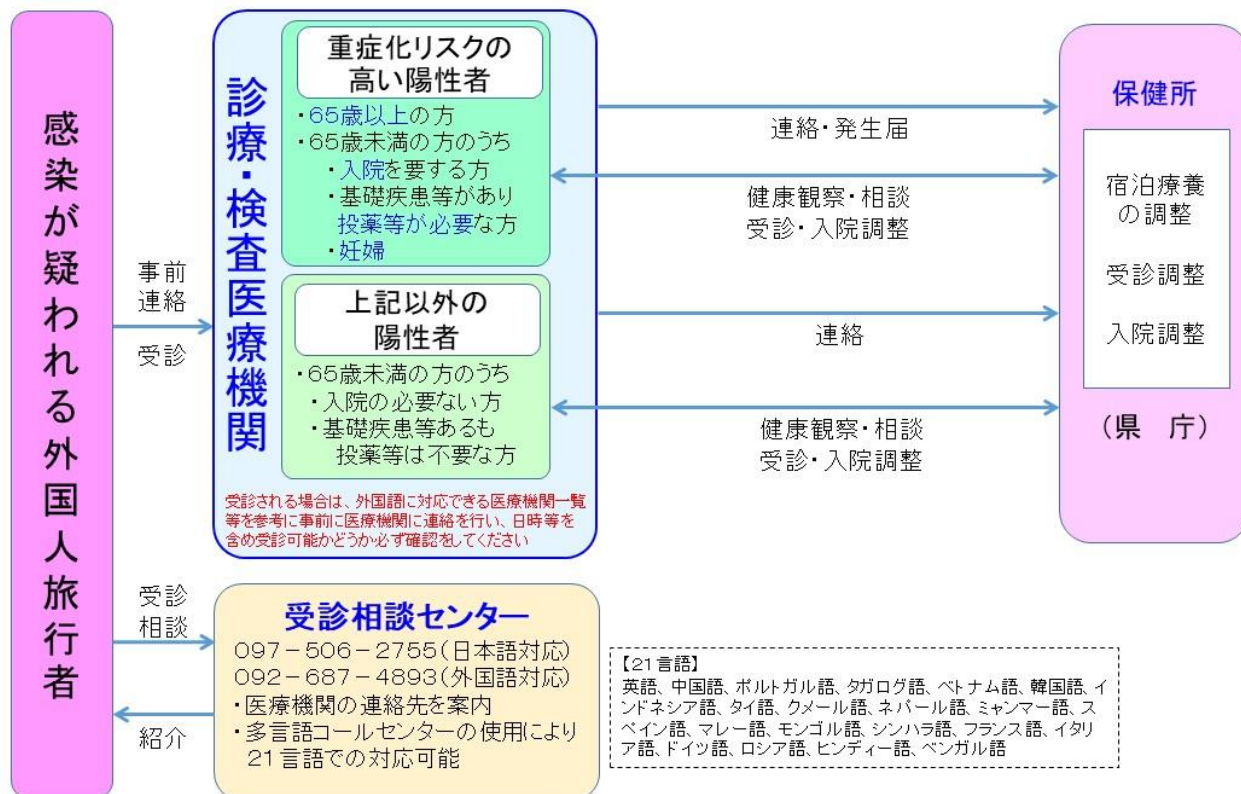 感染が疑われる外国人旅行者
事前
連絡
受診
診療・検査医療機関
重症化リスクの
高い陽性者
・65歳以上の方
・65歳未満の方のうち
・入院を要する方
・基礎疾患等があり
投薬等が必要な方
・妊婦
上記以外の
陽性者
・65歳未満の方のうち
・入院の必要ない方
・基礎疾患等あるも
投薬等は不要な方
受診される場合は、外国語に対応できる医療機関一覧
等を参考に事前に医療機関に連絡を行い、日時等を
含め受診可能かどうか必ず確認をしてください
連絡・発生届
健康観察・相談
受診・入院調整
連絡
健康観察・相談
受診・入院調整
保健所
宿泊療養
の調整
受診調整
入院調整
(県 庁)
受診
相談
紹介
受診相談センター
097-506-2755(日本語対応)
092-687-4893(外国語対応)
・医療機関の連絡先を案内
・多言語コールセンターの使用により
21言語での対応可能
【21言語】
英語、中国語、ポルトガル語、タガログ語、ベトナム語、韓国語、イ
ンドネシア語、タイ語、クメール語、ネパール語、ミャンマー語、ス
ペイン語、マレー語、モンゴル語、シンハラ語、フランス語、イタリ
ア語、ドイツ語、ロシア語、ヒンディー語、ベンガル語